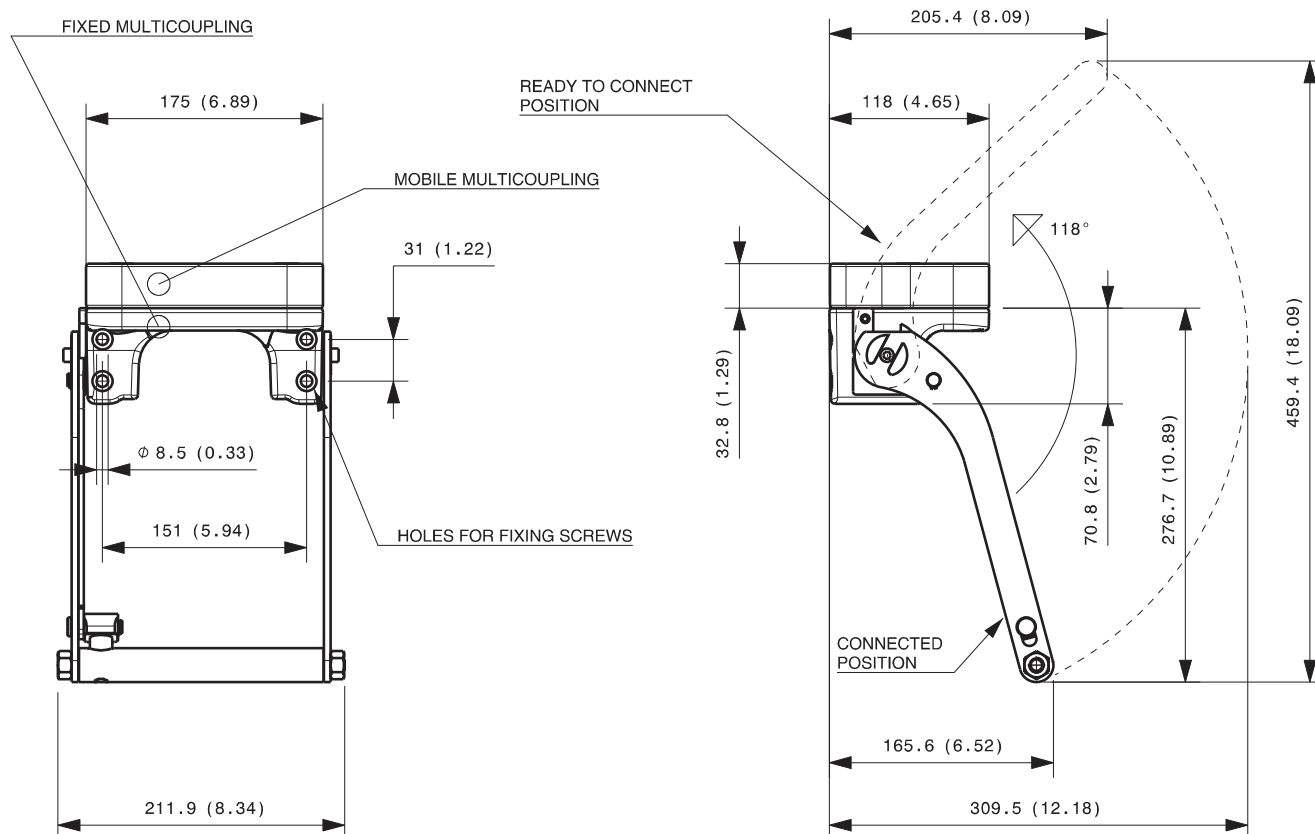 FIXED MULTICOUPLING
175 (6.89)
MOBILE MULTICOUPLING
31 (1.22)
ϕ 8.5 (0.33)
151 (5.94)
HOLES FOR FIXING SCREWS
211.9 (8.34)
205.4 (8.09)
READY TO CONNECT
POSITION
118 (4.65)
118°
32.8 (1.29)
70.8 (2.79)
276.7 (10.89)
459.4 (18.09)
CONNECTED
POSITION
165.6 (6.52)
309.5 (12.18)